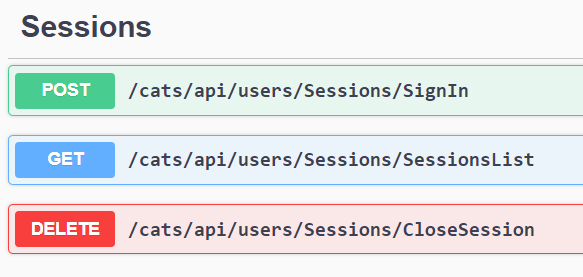 Sessions
POST /cats/api/users/Sessions/SignIn
GET /cats/api/users/Sessions/SessionsList
DELETE /cats/api/users/Sessions/CloseSession